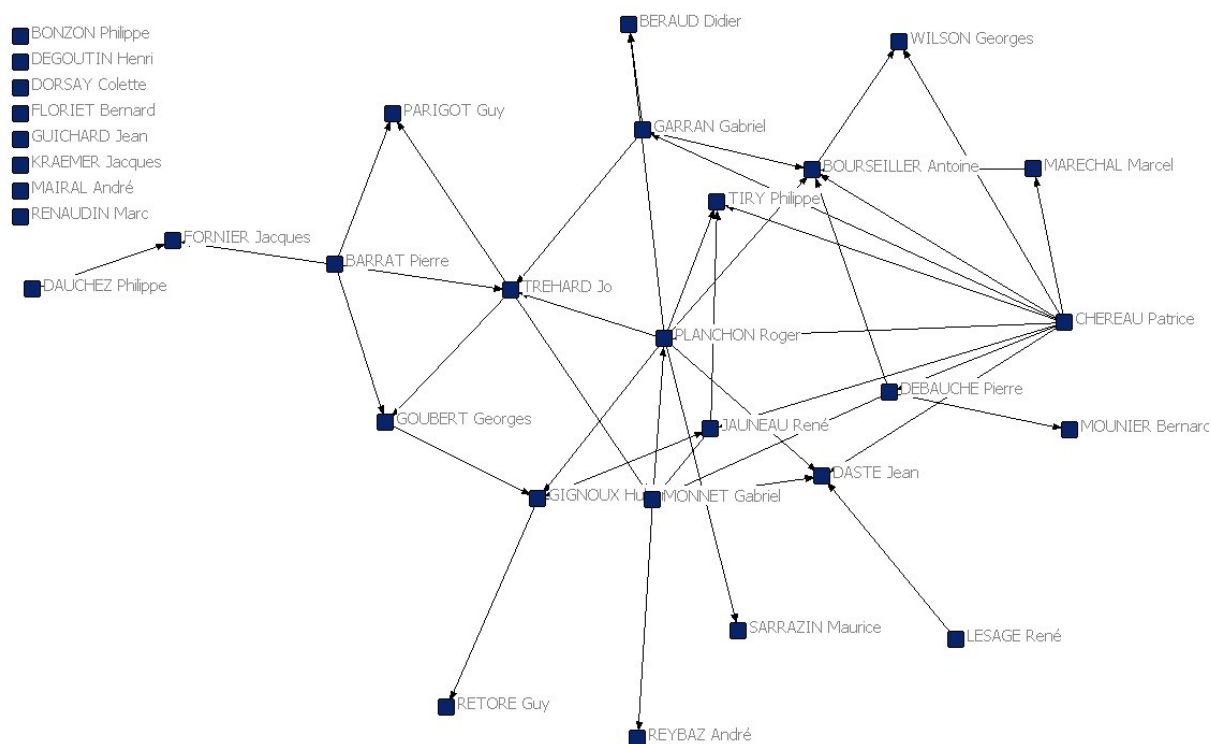 BONZON Philippe
DEGOUTIN Henri
DORSAY Colette
FLORIET Bernard
GUICHARD Jean
KRAEMER Jacques
MAIRAL André
RENAUDIN Marc
BERAUD Didier
WILSON Georges
PARIGOT Guy
GARRAN Gabriel
BOURSEILLER Antoine
MARECHAL Marcel
TIRY Philippe
FORNIER Jacques
BARRAT Pierre
DAUCHEZ Philippe
TREHARD Jo
CHEREAU Patrice
PLANCHON Roger
DEBAUCHE Pierre
GOUBERT Georges
JAUNEAU René
MOUNIER Bernard
DASTE Jean
GIGNOUX Hu
MONNET Gabriel
SARRAZIN Maurice
LESAGE René
RETORE Guy
REYBAZ André